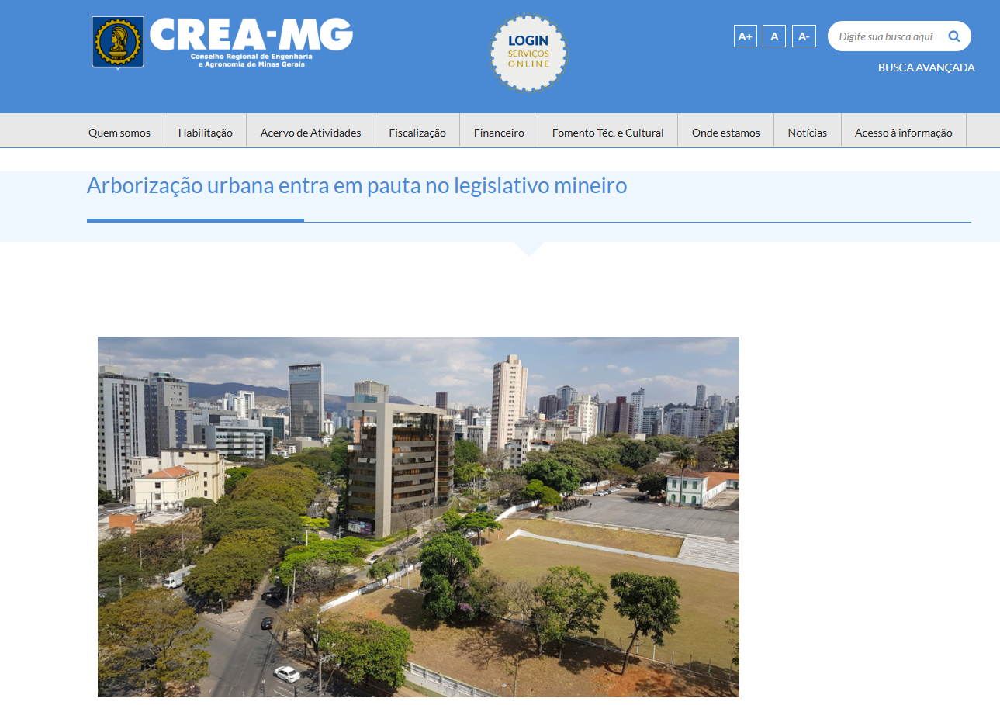 CREA-MG
Conselho Regional de Engenharia
e Agronomia de Minas Gerais
LOGIN
SERVIÇOS
ONLINE
A+ A A-
Digite sua busca aqui
BUSCA AVANÇADA
Quem somos Habilitação Acervo de Atividades Fiscalização Financeiro Fomento Téc. e Cultural Onde estamos Notícias Acesso à informação
Arborização urbana entra em pauta no legislativo mineiro